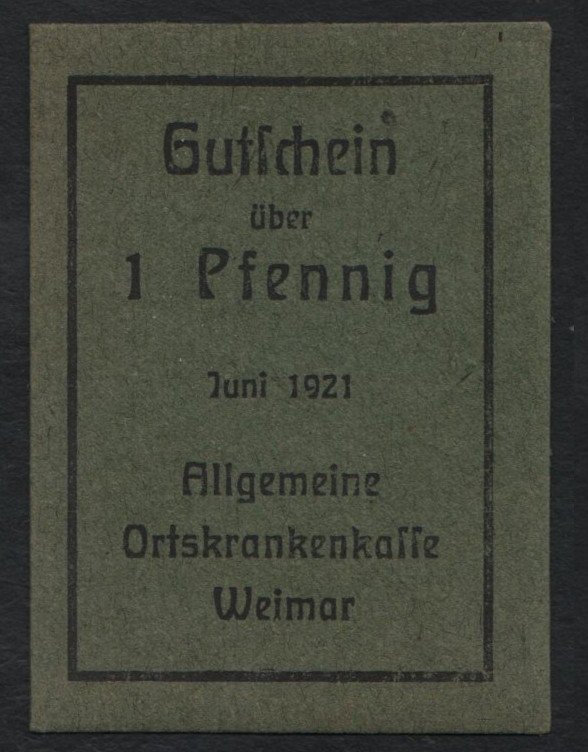 Gutſchein
über
1 Pfennig
Juni 1921
Allgemeine
Ortskrankenkaſſe
Weimar